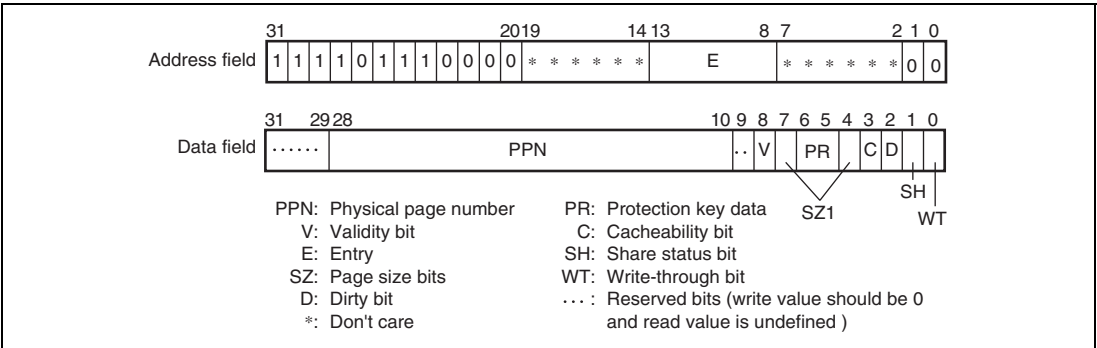 31 2019 14 13 8 7 2 1 0
Address field 1 1 1 1 0 1 1 1 0 0 0 0 * * * * * * E * * * * * * 0 0
31 29 28 10 9 8 7 6 5 4 3 2 1 0
Data field ...... PPN .. V PR C D
SH
SZ1
WT
PPN: Physical page number
V: Validity bit
E: Entry
SZ: Page size bits
D: Dirty bit
*: Don't care
PR: Protection key data
C: Cacheability bit
SH: Share status bit
WT: Write-through bit
... : Reserved bits (write value should be 0
and read value is undefined )